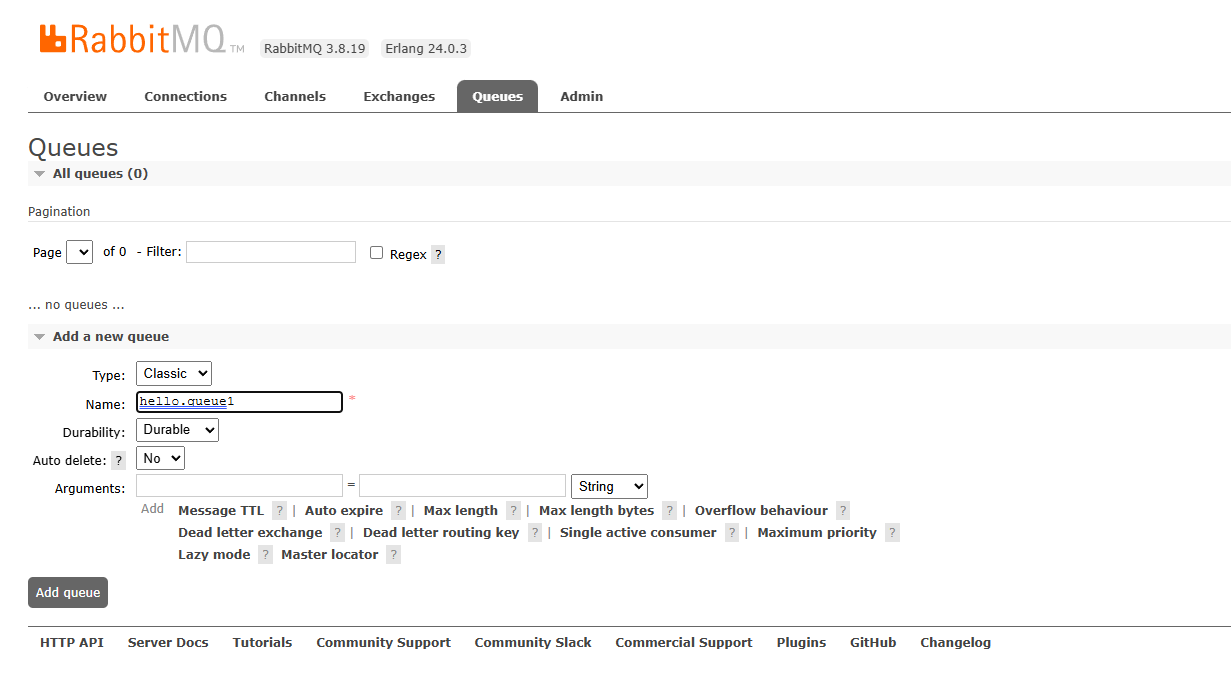 RabbitMQ TM RabbitMQ 3.8.19 Erlang 24.0.3
Overview Connections Channels Exchanges Queues Admin
Queues
All queues (0)
Pagination
Page of 0 - Filter: Regex ?
... no queues ...
Add a new queue
Type: Classic
Name: hello.queue1 *
Durability: Durable
Auto delete: ? No
Arguments: = String
Add Message TTL ? | Auto expire ? | Max length ? | Max length bytes ? | Overflow behaviour ?
Dead letter exchange ? | Dead letter routing key ? | Single active consumer ? | Maximum priority ?
Lazy mode ? Master locator ?
Add queue
HTTP API Server Docs Tutorials Community Support Community Slack Commercial Support Plugins GitHub Changelog